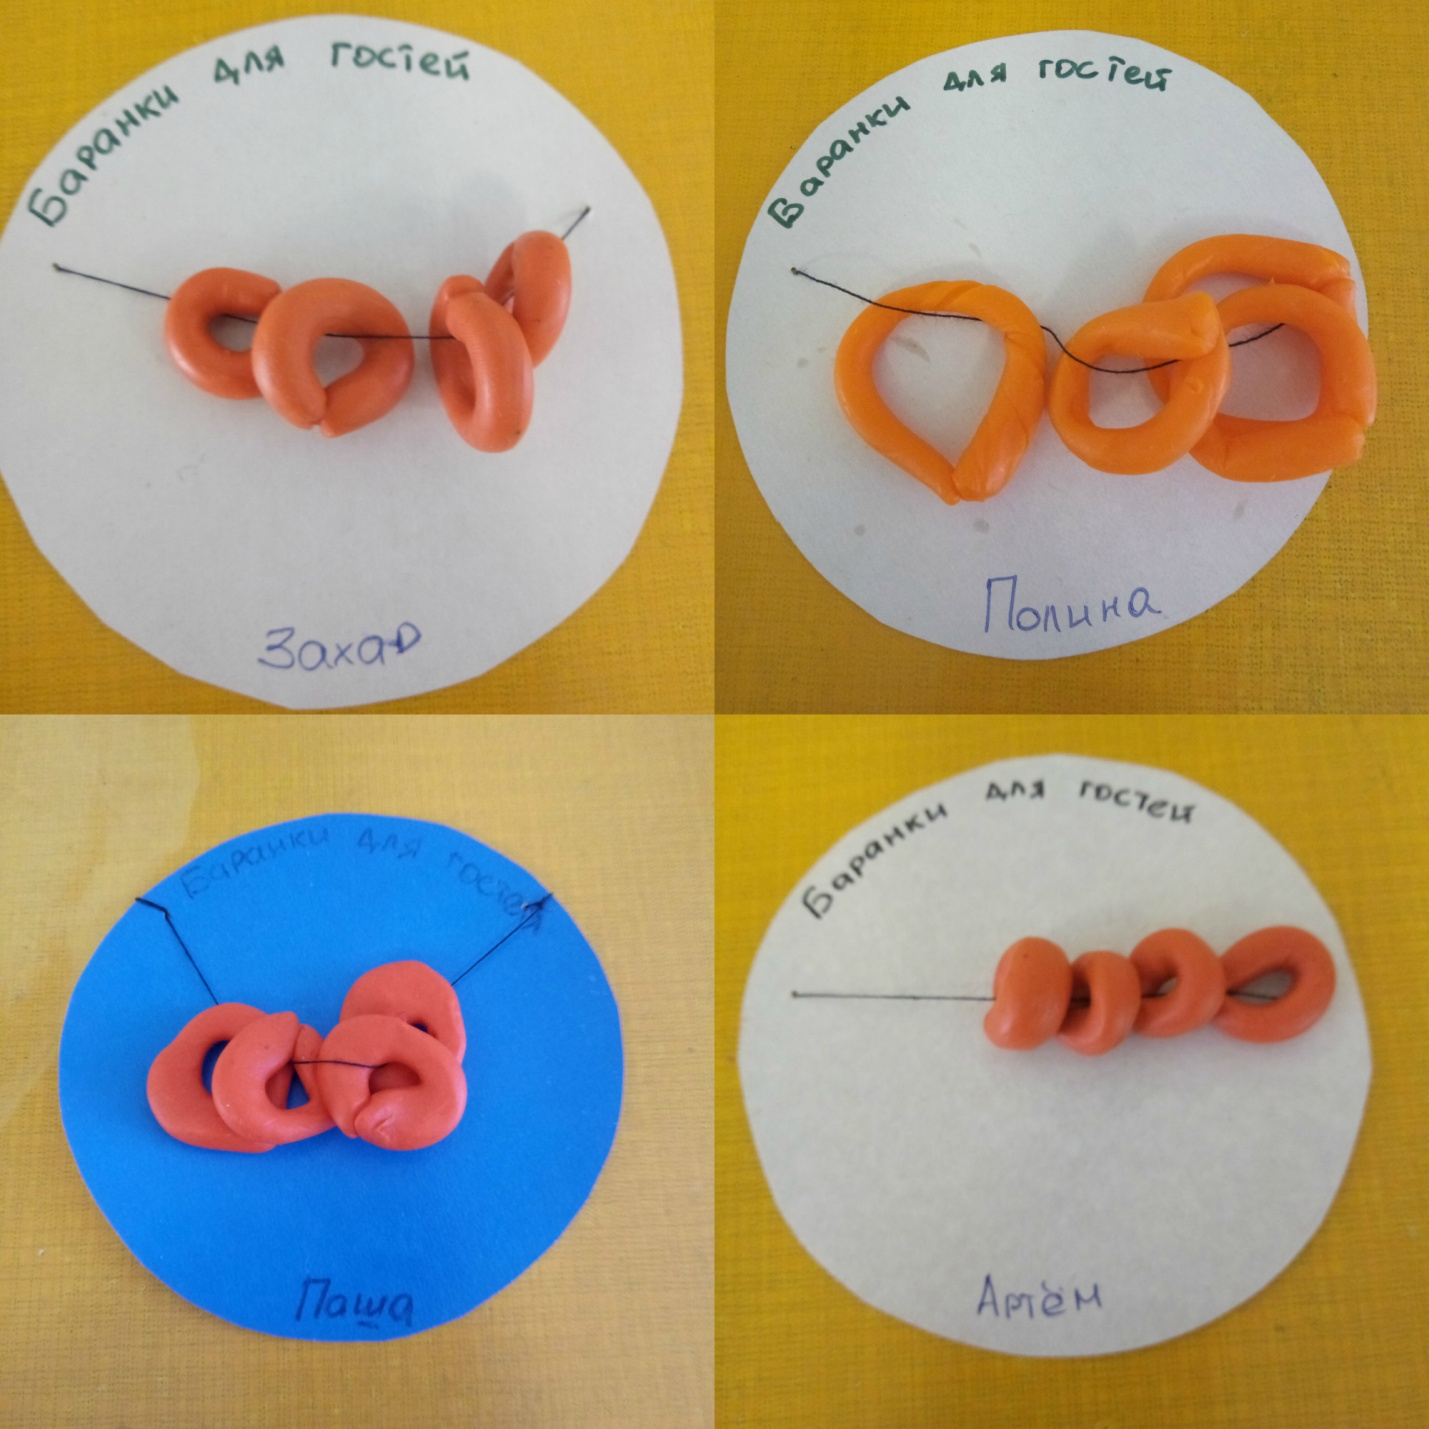 Баранки для гостей
Захар
Баранки для гостей
Полина
Баранки для гостей
Паша
Баранки для гостей
Артём